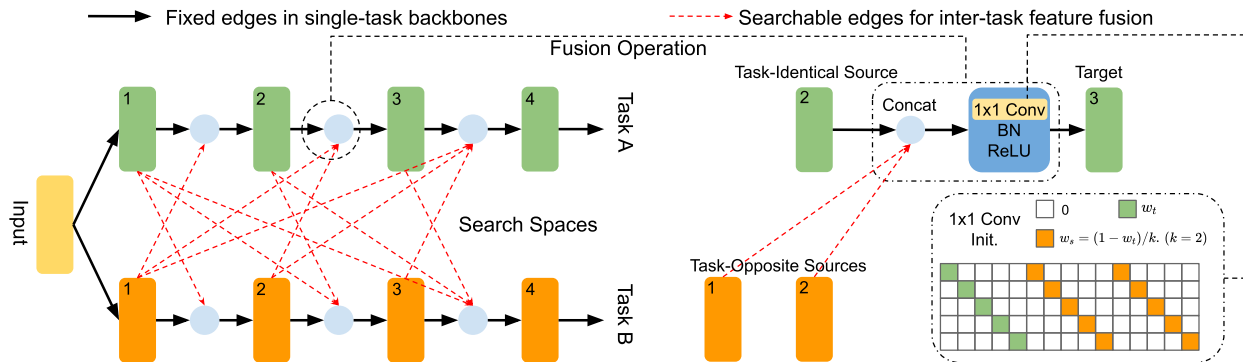 Fixed edges in single-task backbones
Searchable edges for inter-task feature fusion
Fusion Operation
Input
1
2
3
4
Task A
Search Spaces
1
2
3
4
Task B
Task-Identical Source
2
Concat
1x1 Conv
BN
ReLU
Target
3
Task-Opposite Sources
1
2
1x1 Conv
Init.
0
w_t
w_s = (1 − w_t)/k. (k = 2)